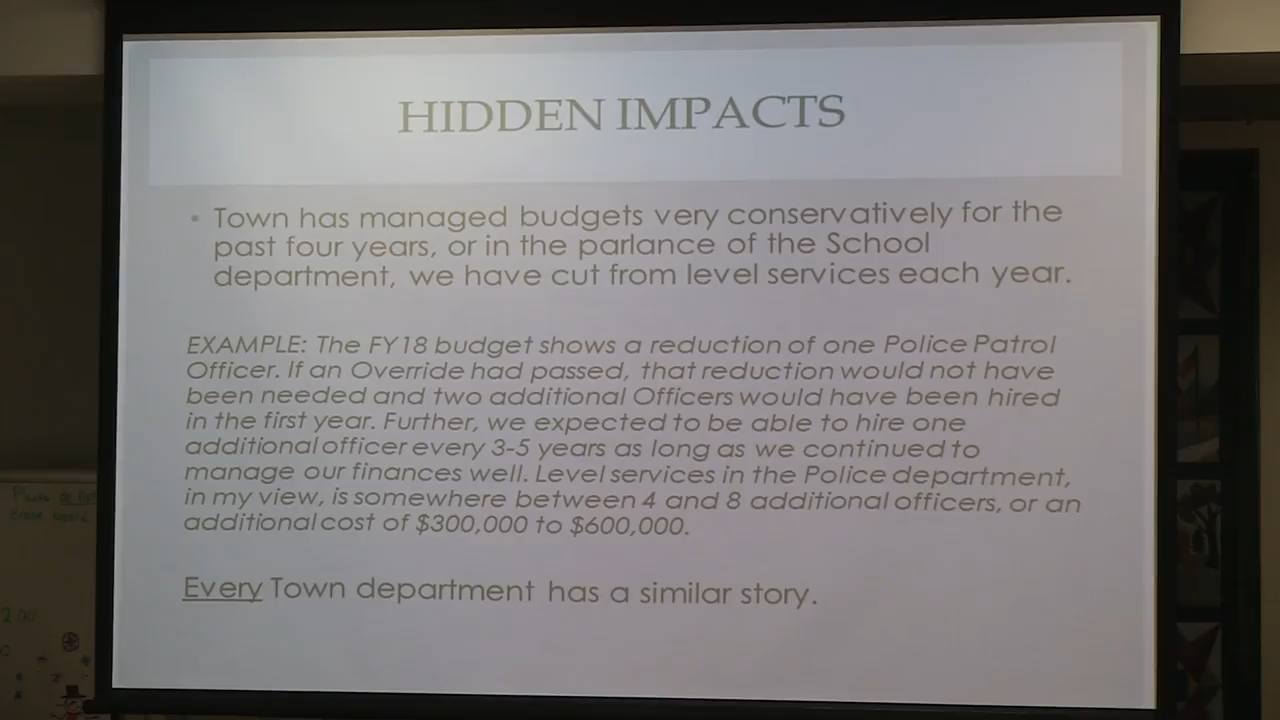 HIDDEN IMPACTS
• Town has managed budgets very conservatively for the
past four years, or in the parlance of the School
department, we have cut from level services each year.
EXAMPLE: The FY18 budget shows a reduction of one Police Patrol
Officer. If an Override had passed, that reduction would not have
been needed and two additional Officers would have been hired
in the first year. Further, we expected to be able to hire one
additional officer every 3-5 years as long as we continued to
manage our finances well. Level services in the Police department,
in my view, is somewhere between 4 and 8 additional officers, or an
additional cost of $300,000 to $600,000.
Every Town department has a similar story.
Please do Not
Erase
2:00